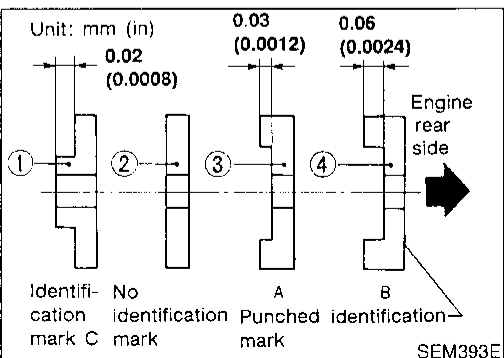 Unit: mm (in)
0.02
(0.0008)
0.03
(0.0012)
0.06
(0.0024)
Engine
rear
side
1
2
3
4
Identifi-
cation
mark C
No
identification
mark
A
B
Punched identification
mark
SEM393E